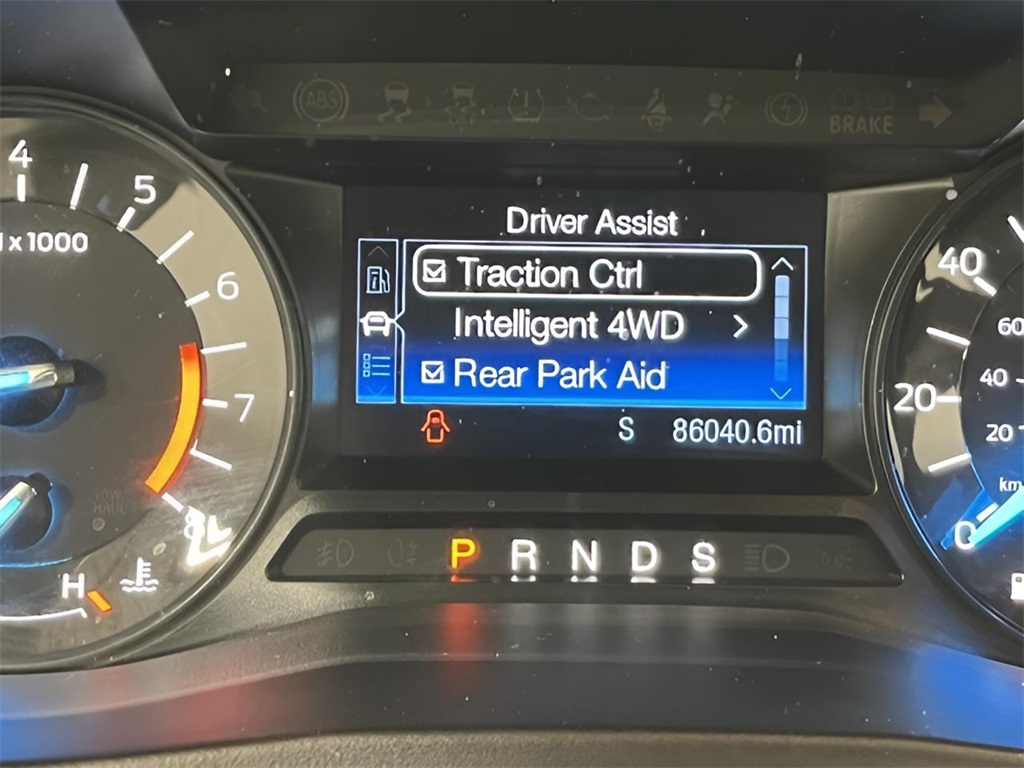 ABS
BRAKE
4
5
x 1000
6
7
8
H
Driver Assist
Traction Ctrl
Intelligent 4WD
Rear Park Aid
S 86040.6mi
P R N D S
40
20
0
60
40
20
km